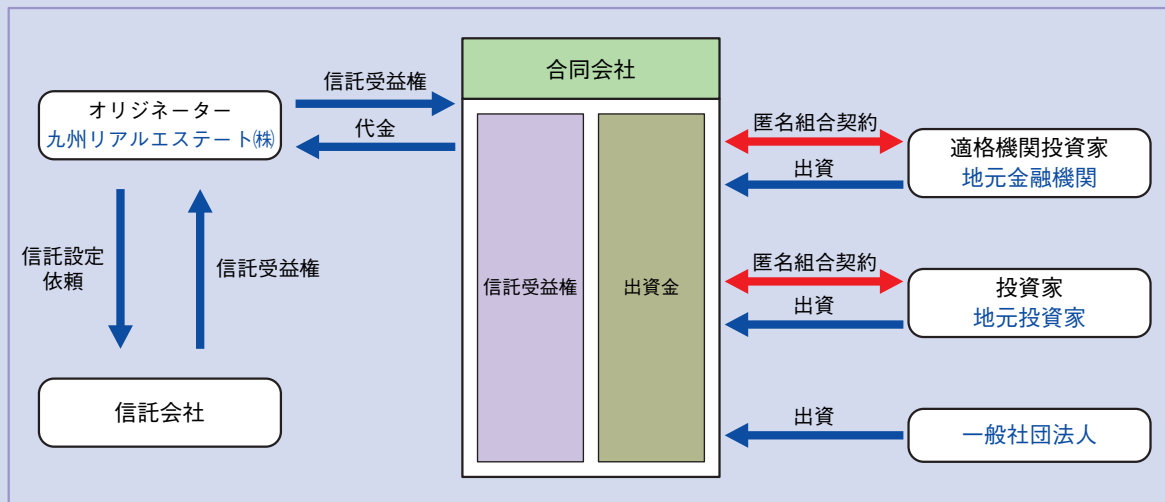 オリジネーター
九州リアルエステート㈱
信託設定
依頼
信託受益権
信託会社
信託受益権
代金
合同会社
信託受益権
出資金
匿名組合契約
出資
適格機関投資家
地元金融機関
匿名組合契約
出資
投資家
地元投資家
出資
一般社団法人